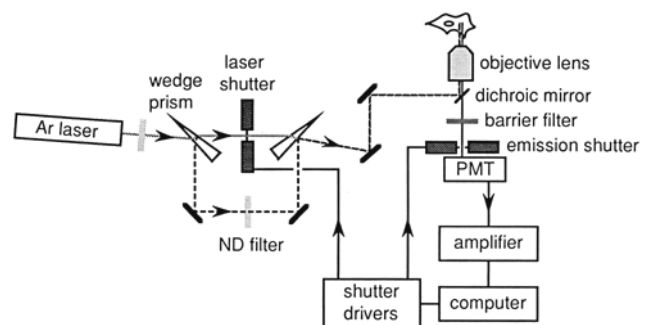 laser
shutter
wedge
prism
Ar laser
ND filter
objective lens
dichroic mirror
barrier filter
emission shutter
PMT
amplifier
shutter
drivers
computer